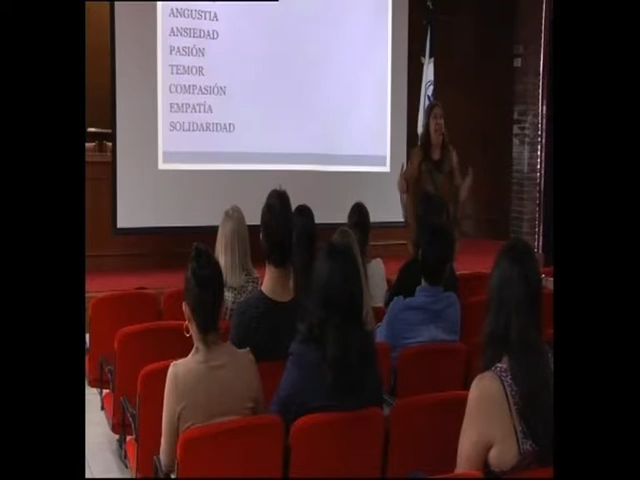 ANGUSTIA
ANSIEDAD
PASIÓN
TEMOR
COMPASIÓN
EMPATÍA
SOLIDARIDAD